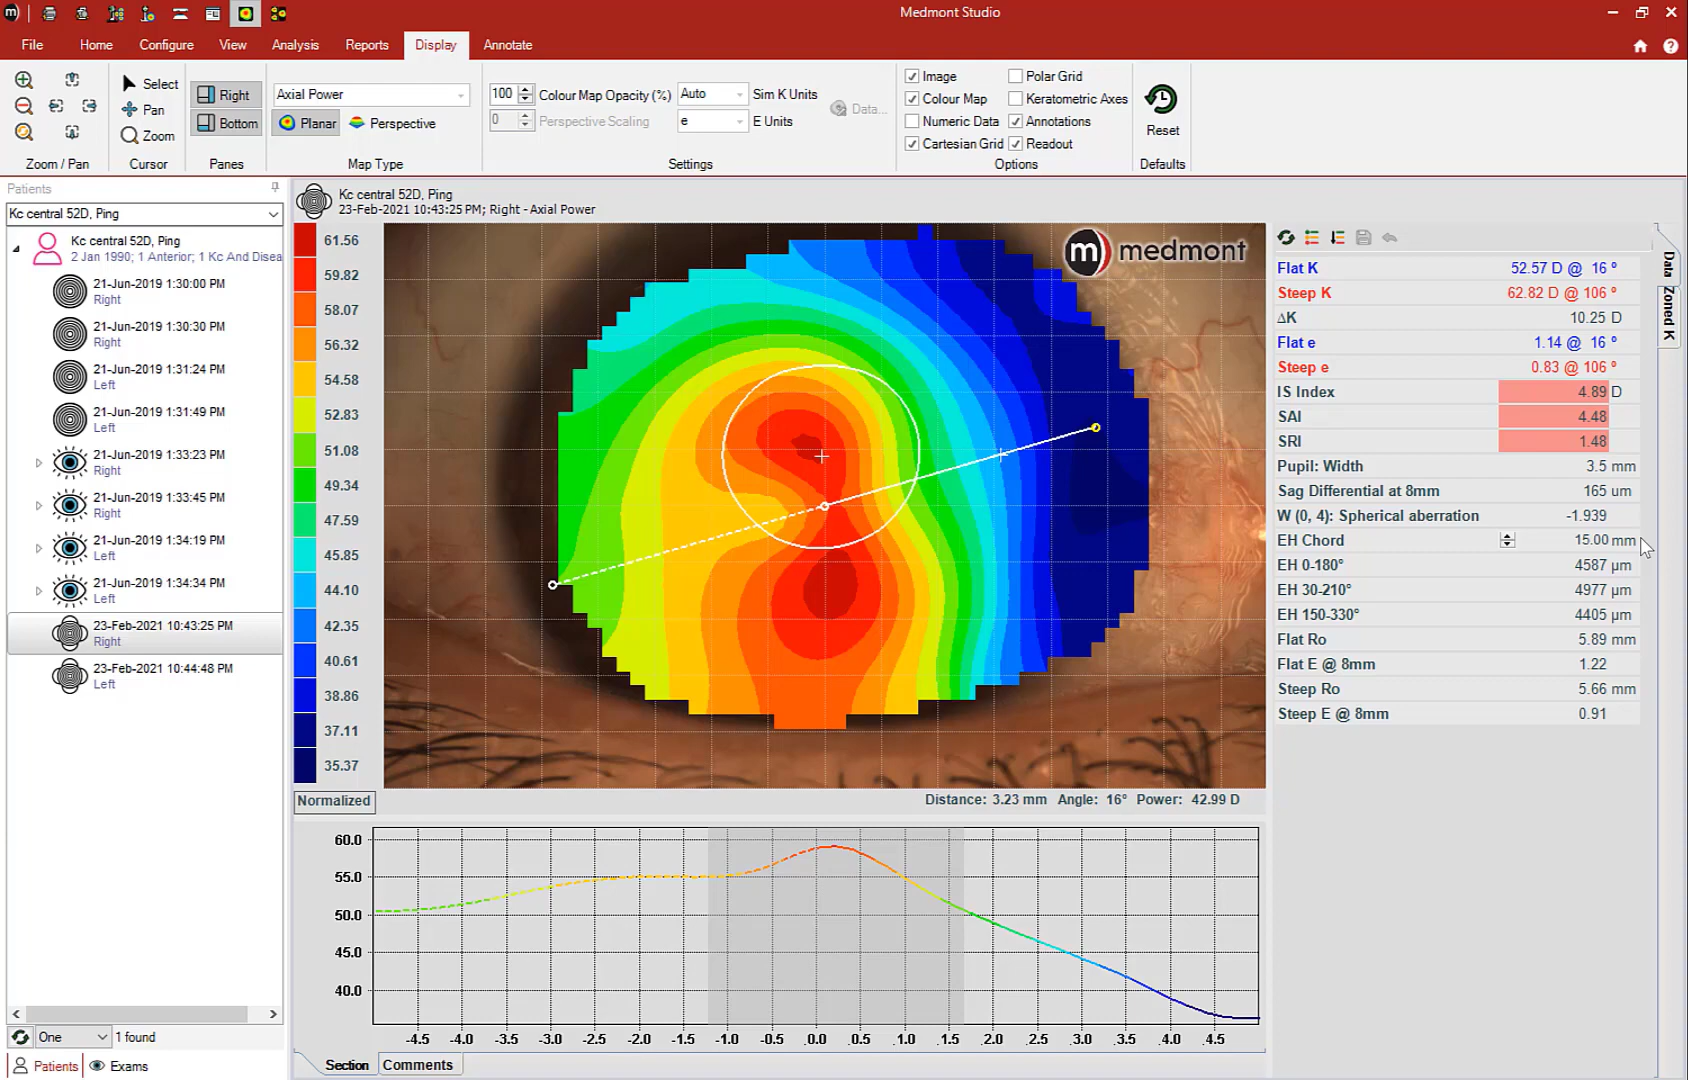 m
Medmont Studio
File
Home
Configure
View
Analysis
Reports
Display
Annotate
Select
Pan
Zoom
Zoom / Pan
Cursor
Right
Bottom
Panes
Axial Power
Planar
Perspective
Map Type
100
Colour Map Opacity (%)
Auto
Sim K Units
Data...
0
Perspective Scaling
e
E Units
Settings
Image
Polar Grid
Colour Map
Keratometric Axes
Numeric Data
Annotations
Cartesian Grid
Readout
Options
Reset
Defaults
Patients
Kc central 52D, Ping
Kc central 52D, Ping
2 Jan 1990; 1 Anterior; 1 Kc And Disea
21-Jun-2019 1:30:00 PM
Right
21-Jun-2019 1:30:30 PM
Right
21-Jun-2019 1:31:24 PM
Left
21-Jun-2019 1:31:49 PM
Left
21-Jun-2019 1:33:23 PM
Right
21-Jun-2019 1:33:45 PM
Right
21-Jun-2019 1:34:19 PM
Left
21-Jun-2019 1:34:34 PM
Left
23-Feb-2021 10:43:25 PM
Right
23-Feb-2021 10:44:48 PM
Left
One
1 found
Patients
Exams
Kc central 52D, Ping
23-Feb-2021 10:43:25 PM; Right - Axial Power
61.56
59.82
58.07
56.32
54.58
52.83
51.08
49.34
47.59
45.85
44.10
42.35
40.61
38.86
37.11
35.37
Normalized
m medmont
Distance: 3.23 mm Angle: 16° Power: 42.99 D
60.0
55.0
50.0
45.0
40.0
-4.5 -4.0 -3.5 -3.0 -2.5 -2.0 -1.5 -1.0 -0.5 0.0 .05 1.0 .15 2.0 .25 3.0 .35 4.0 .45
Section
Comments
Flat K 52.57 D @ 16 °
Steep K 62.82 D @ 106 °
ΔK 10.25 D
Flat e 1.14 @ 16 °
Steep e 0.83 @ 106 °
IS Index 4.89 D
SAI 4.48
SRI 1.48
Pupil: Width 3.5 mm
Sag Differential at 8mm 165 um
W (0, 4): Spherical aberration -1.939
EH Chord 15.00 mm
EH 0-180° 4587 µm
EH 30-210° 4977 µm
EH 150-330° 4405 µm
Flat Ro 5.89 mm
Flat E @ 8mm 1.22
Steep Ro 5.66 mm
Steep E @ 8mm 0.91
Data
Zoned K